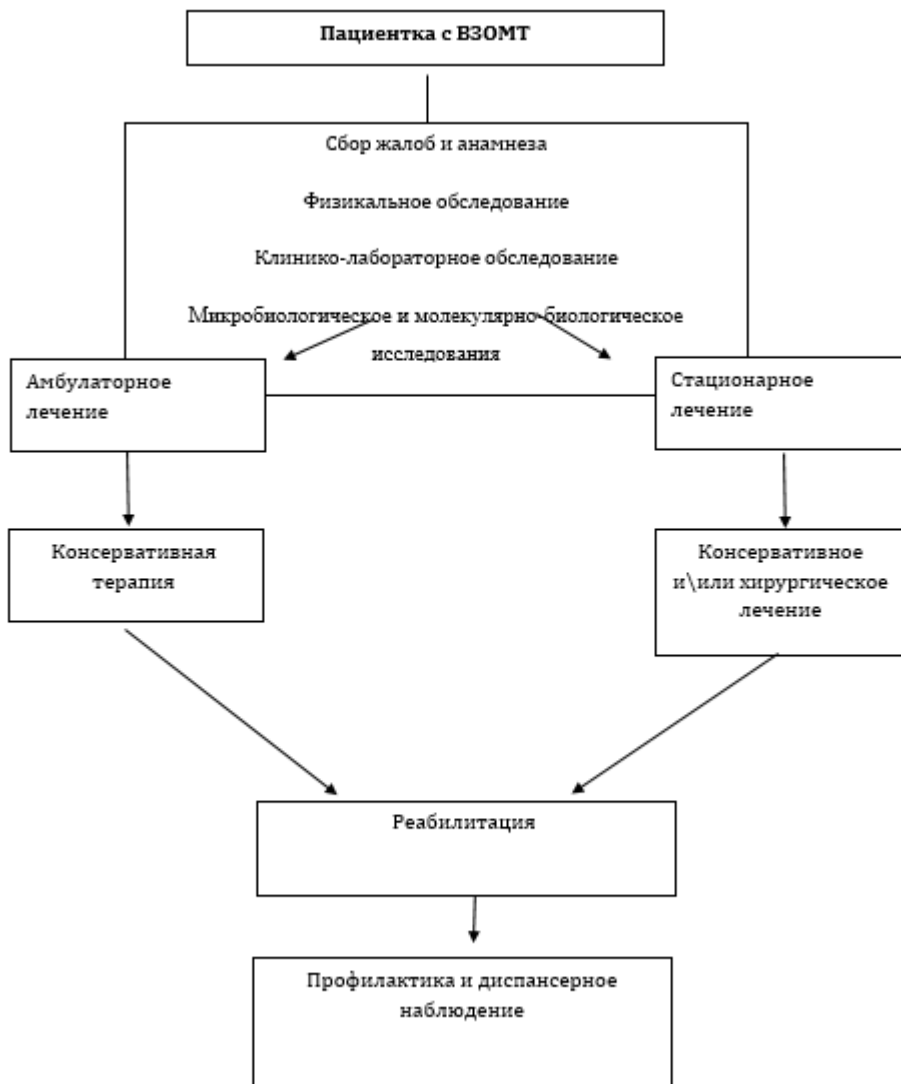 Пациентка с ВЗОМТ
Сбор жалоб и анамнеза
Физикальное обследование
Клинико-лабораторное обследование
Микробиологическое и молекулярно-биологическое
исследования
Амбулаторное
лечение
Стационарное
лечение
Консервативная
терапия
Консервативное
и\или хирургическое
лечение
Реабилитация
Профилактика и диспансерное
наблюдение